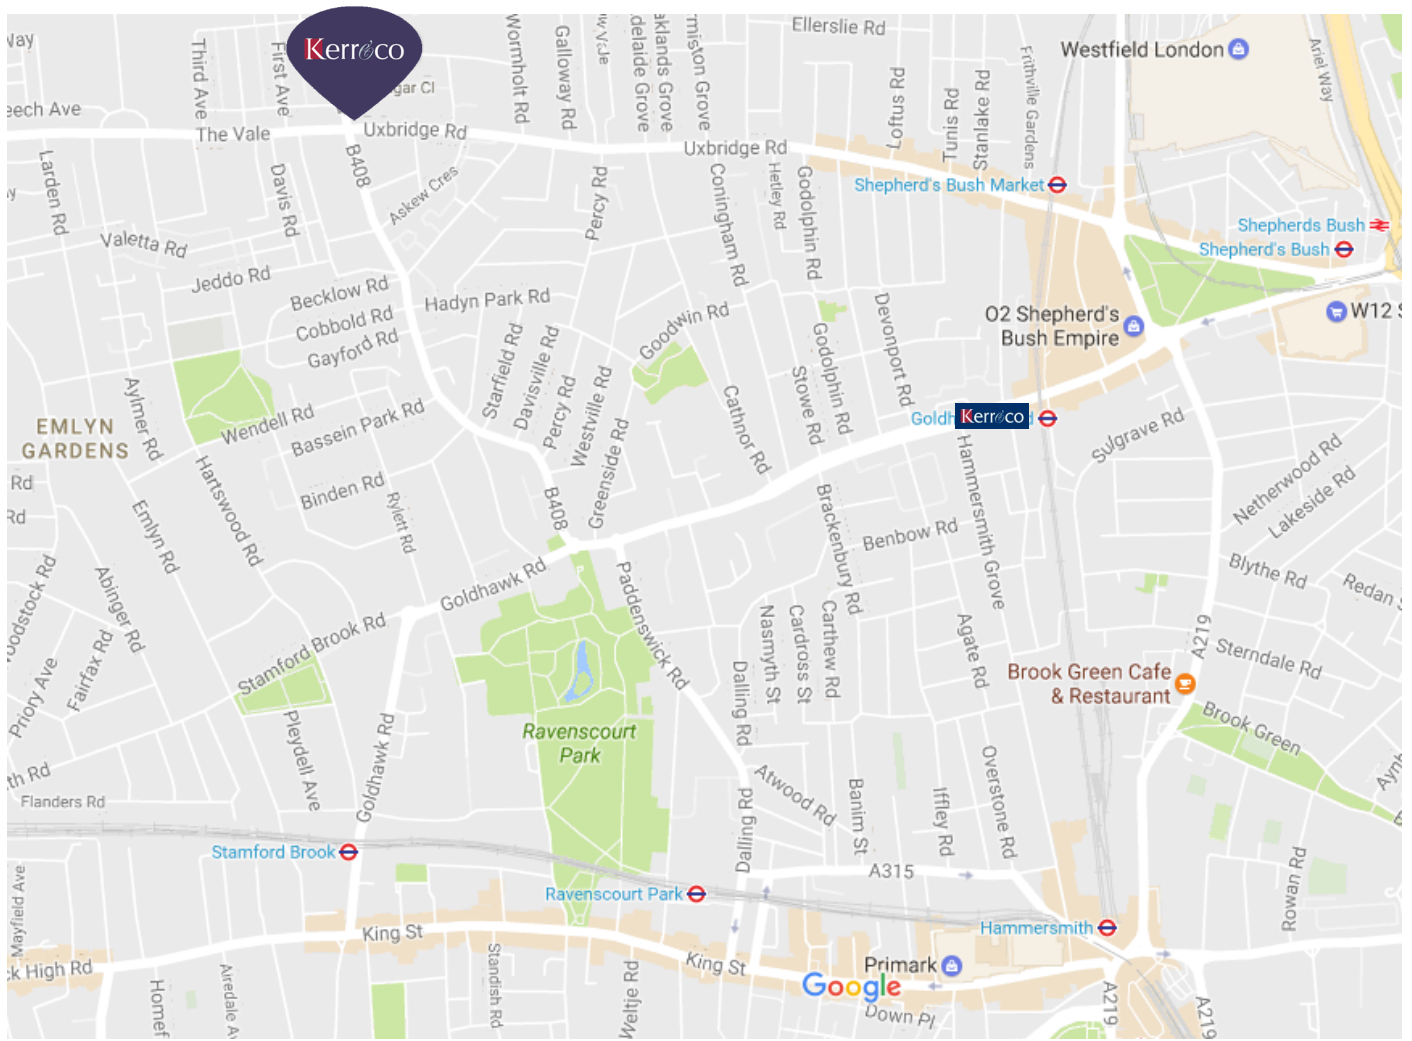 Kerr&co
Ellerslie Rd
Westfield London
Third Ave
First Ave
Wormholt Rd
Galloway Rd
Ariel Way
Frithville Gardens
Loftus Rd
Tunis Rd
Stanlake Rd
The Vale
Uxbridge Rd
Uxbridge Rd
B408
Larden Rd
Davis Rd
Askew Cres
Percy Rd
Coningham Rd
Hetley Rd
Godolphin Rd
Shepherd's Bush Market
Shepherds Bush
Shepherd's Bush
Valetta Rd
Jeddo Rd
Becklow Rd
Cobbold Rd
Gayford Rd
Hadyn Park Rd
Goodwin Rd
Devonport Rd
Godolphin Rd
O2 Shepherd's
Bush Empire
W12
Starfield Rd
Davisville Rd
Percy Rd
Westville Rd
Greenside Rd
Cathnor Rd
Stowe Rd
Aylmer Rd
Wendell Rd
Bassein Park Rd
EMLYN
GARDENS
Kerr&co
Sulgrave Rd
Hammersmith Grove
Netherwood Rd
Lakeside Rd
Rd
Rd
Hartswood Rd
Binden Rd
Rylett Rd
B408
Emlyn Rd
Brackenbury Rd
Benbow Rd
Blythe Rd
Redan
Abinger Rd
Goldhawk Rd
Paddenswick Rd
Stamford Brook Rd
Nasmyth St
Cardross St
Carthew Rd
Agate Rd
A219
Sterndale Rd
Priory Ave
Fairfax Rd
Brook Green Cafe
& Restaurant
Dalling Rd
Brook Green
Pleydell Ave
Goldhawk Rd
Ravenscourt
Park
Flanders Rd
Atwood Rd
Dalling Rd
Banim St
Iffley Rd
Overstone Rd
Stamford Brook
A315
Ravenscourt Park
Mayfield Ave
Rowan Rd
King St
Hammersmith
High Rd
King St
Primark
Google
Standish Rd
Weltje Rd
Down Pl
A219
A219